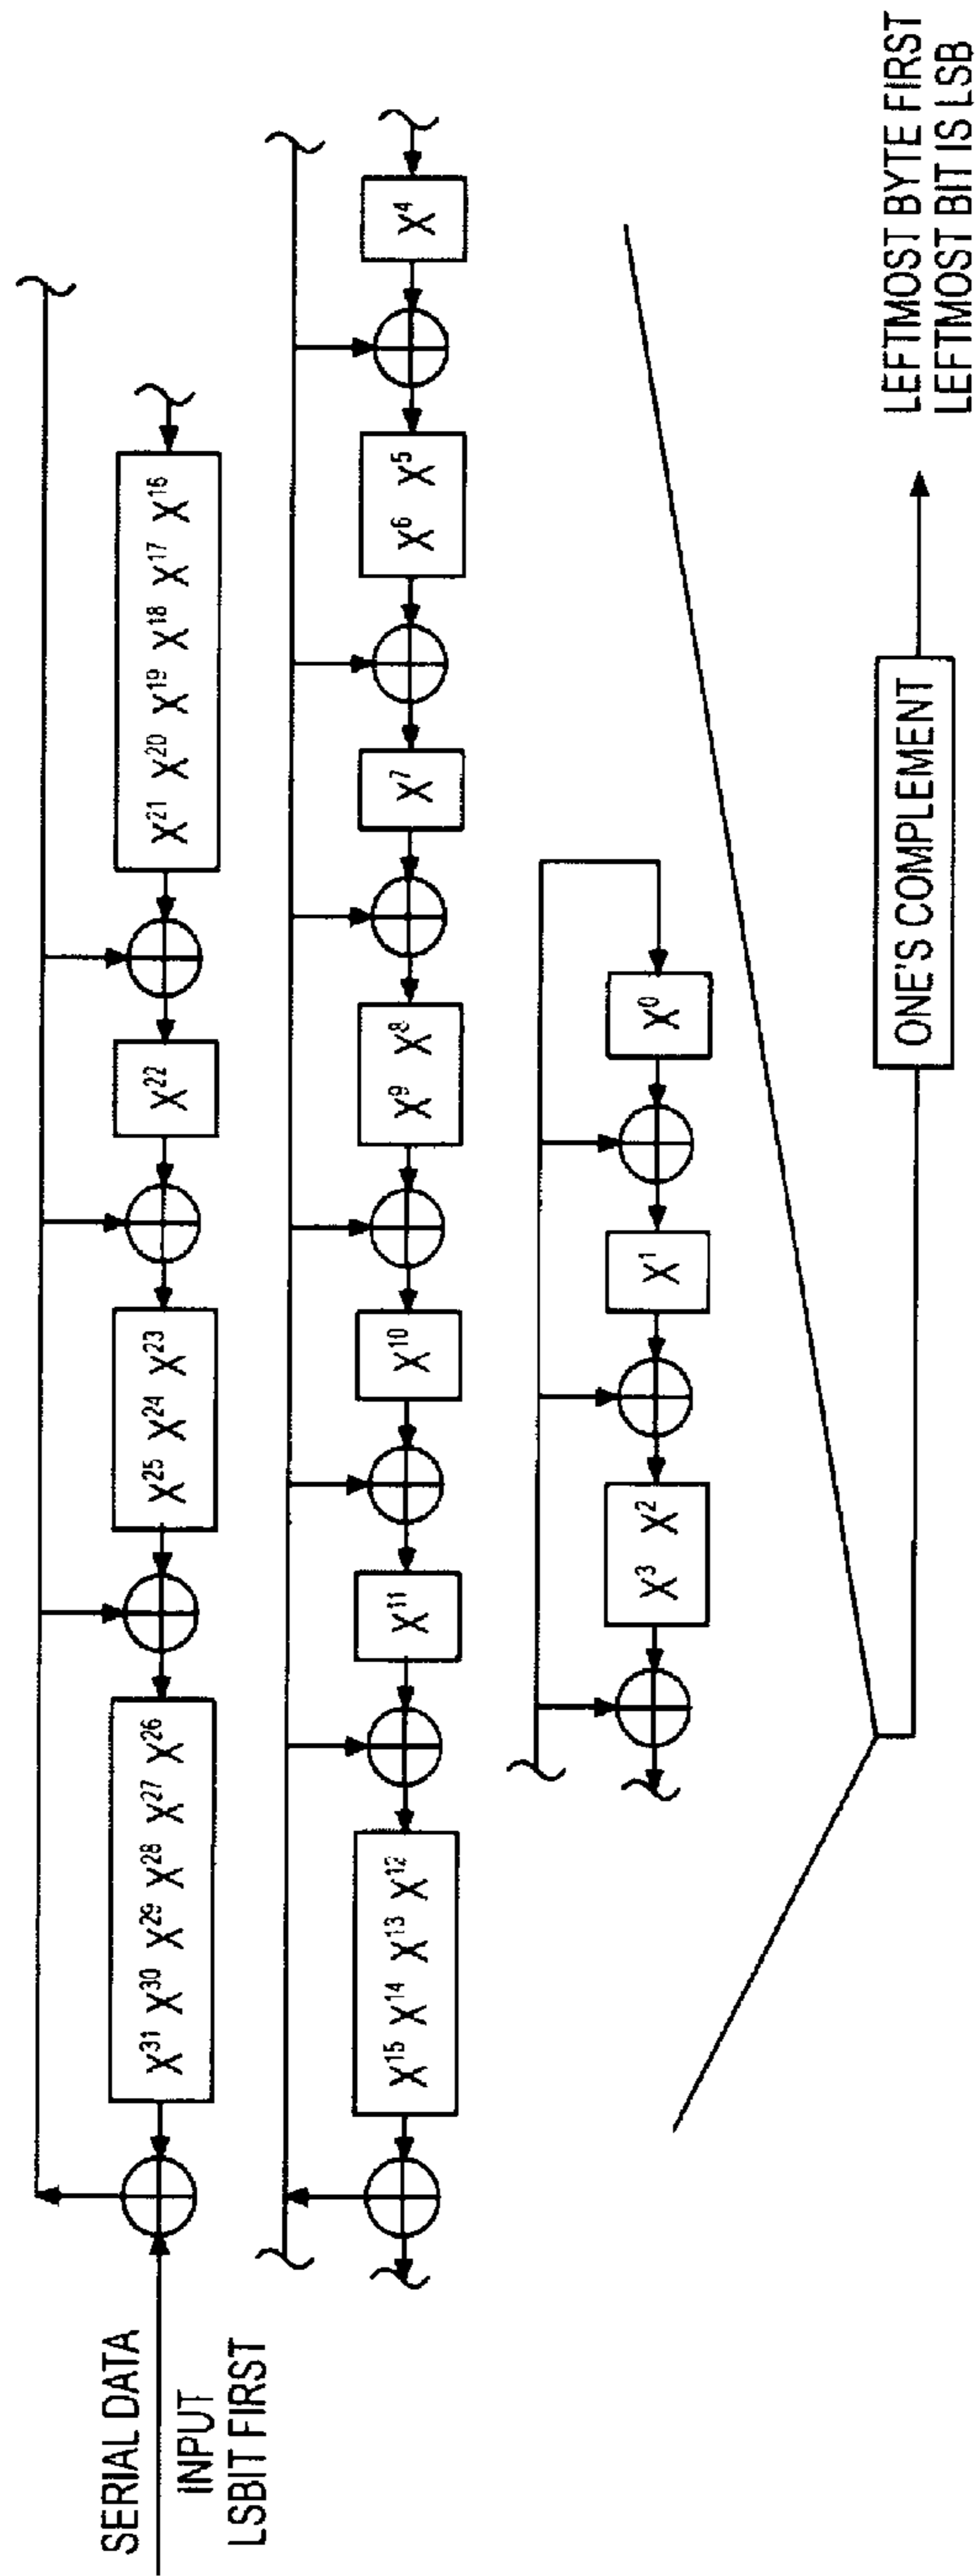 SERIAL DATA
INPUT
LSBIT FIRST
X³¹ X³⁰ X²⁹ X²⁸ X²⁷ X²⁶
X²⁵ X²⁴ X²³
X²²
X²¹ X²⁰ X¹⁹ X¹⁸ X¹⁷ X¹⁶
X¹⁵ X¹⁴ X¹³ X¹²
X¹¹
X¹⁰
X⁹ X⁸
X⁷
X⁶ X⁵
X⁴
X³ X²
X¹
X⁰
ONE'S COMPLEMENT
LEFTMOST BYTE FIRST
LEFTMOST BIT IS LSB